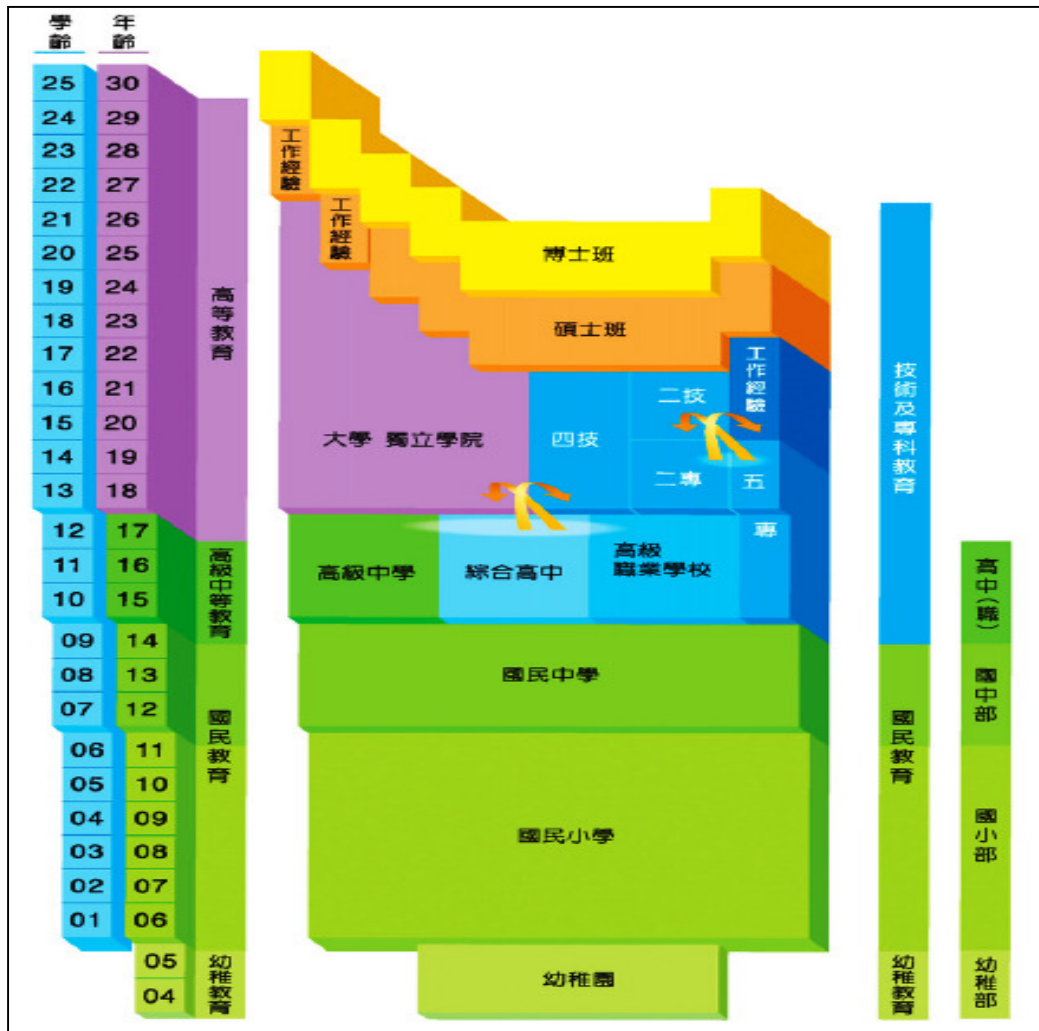 學齡 年齡
25 30
24 29
23 28
22 27
21 26
20 25
19 24
18 23
17 22
16 21
15 20
14 19
13 18
12 17
11 16
10 15
09 14
08 13
07 12
06 11
05 10
04 09
03 08
02 07
01 06
05
04
高等教育
高級中等教育
國民教育
幼稚教育
工作經驗
工作經驗
博士班
碩士班
工作經驗
大學 獨立學院
四技
二技
二專
五
專
高級中學
綜合高中
高級
職業學校
國民中學
國民小學
幼稚園
技術及專科教育
國民教育
幼稚教育
高中(職)
國中部
國小部
幼稚部